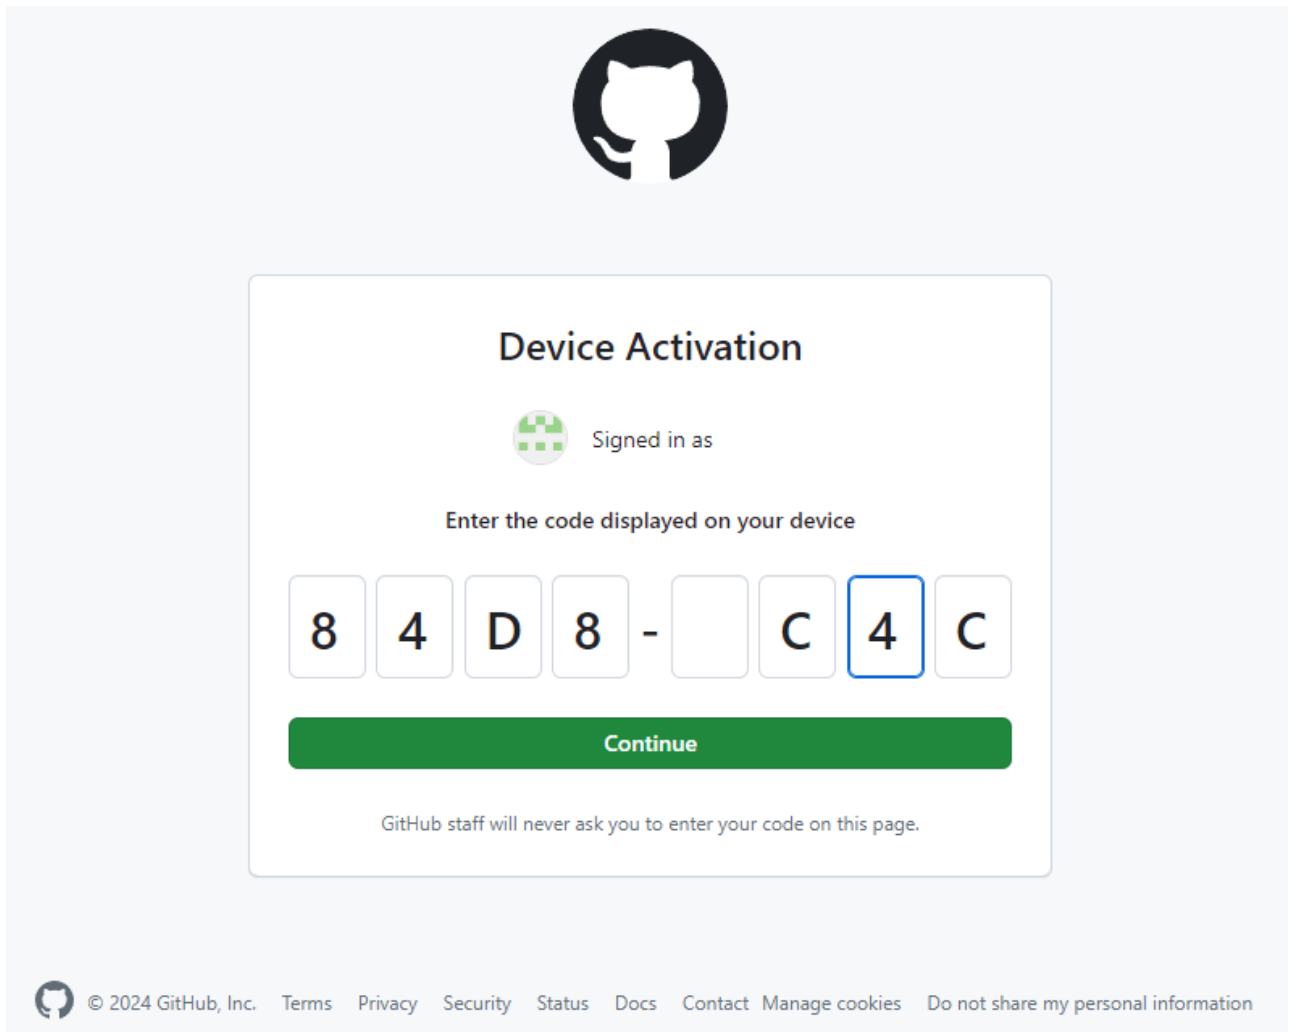 Device Activation
Signed in as
Enter the code displayed on your device
8 4 D 8 - C 4 C
Continue
GitHub staff will never ask you to enter your code on this page.
© 2024 GitHub, Inc. Terms Privacy Security Status Docs Contact Manage cookies Do not share my personal information